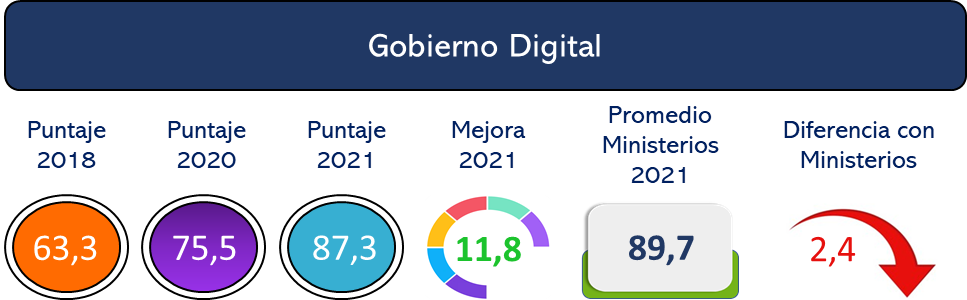 Gobierno Digital
Puntaje
2018
Puntaje
2020
Puntaje
2021
Mejora
2021
Promedio
Ministerios
2021
Diferencia con
Ministerios
63,3
75,5
87,3
11,8
89,7
2,4